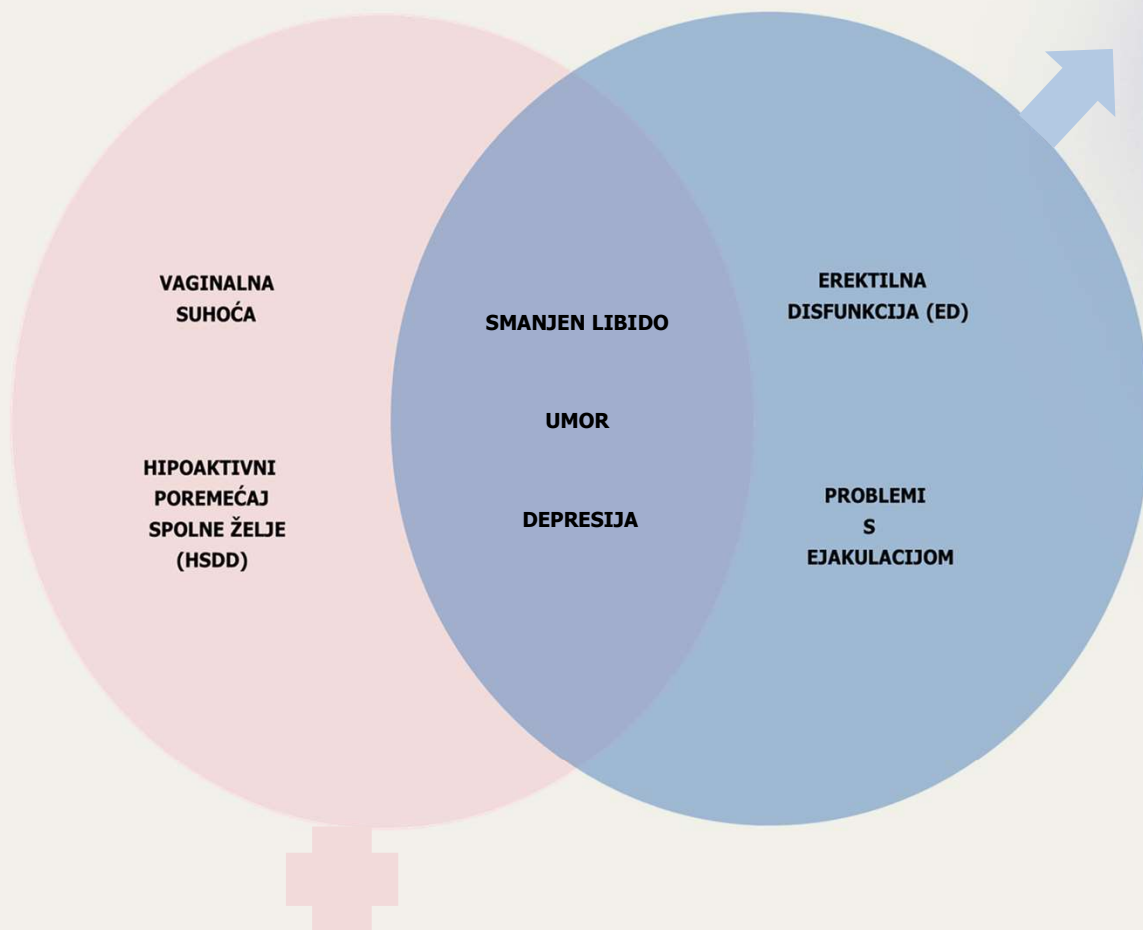 VAGINALNA
SUHOĆA
HIPOAKTIVNI
POREMEĆAJ
SPOLNE ŽELJE
(HSDD)
SMANJEN LIBIDO
UMOR
DEPRESIJA
EREKTILNA
DISFUNKCIJA (ED)
PROBLEMI
S
EJAKULACIJOM